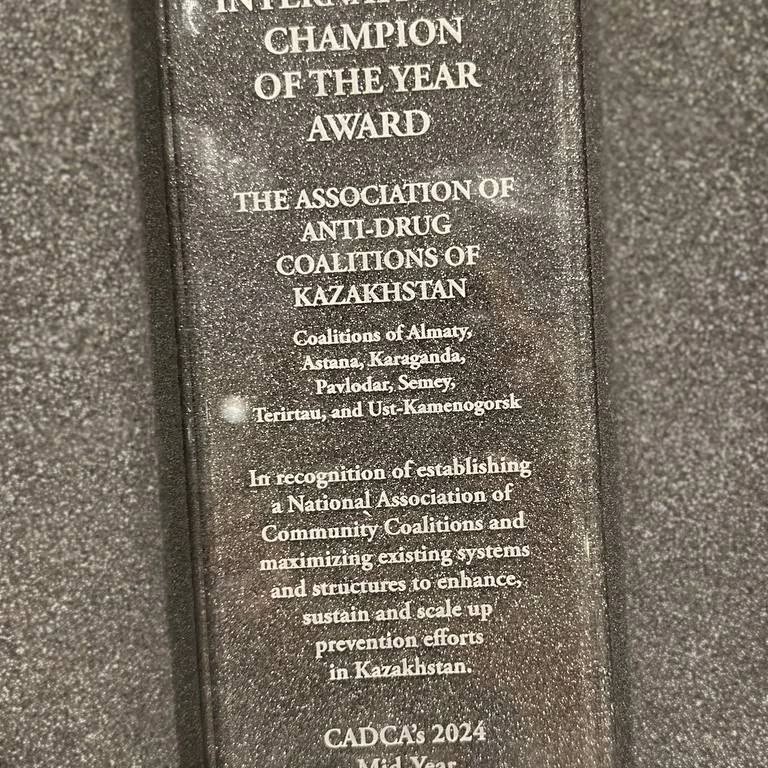 CHAMPION
OF THE YEAR
AWARD
THE ASSOCIATION OF
ANTI-DRUG
COALITIONS OF
KAZAKHSTAN
Coalitions of Almaty,
Astana, Karaganda,
Pavlodar, Semey,
Terirtau, and Ust-Kamenogorsk
In recognition of establishing
a National Association of
Community Coalitions and
maximizing existing systems
and structures to enhance,
sustain and scale up
prevention efforts
in Kazakhstan.
CADCA's 2024
Mid Year